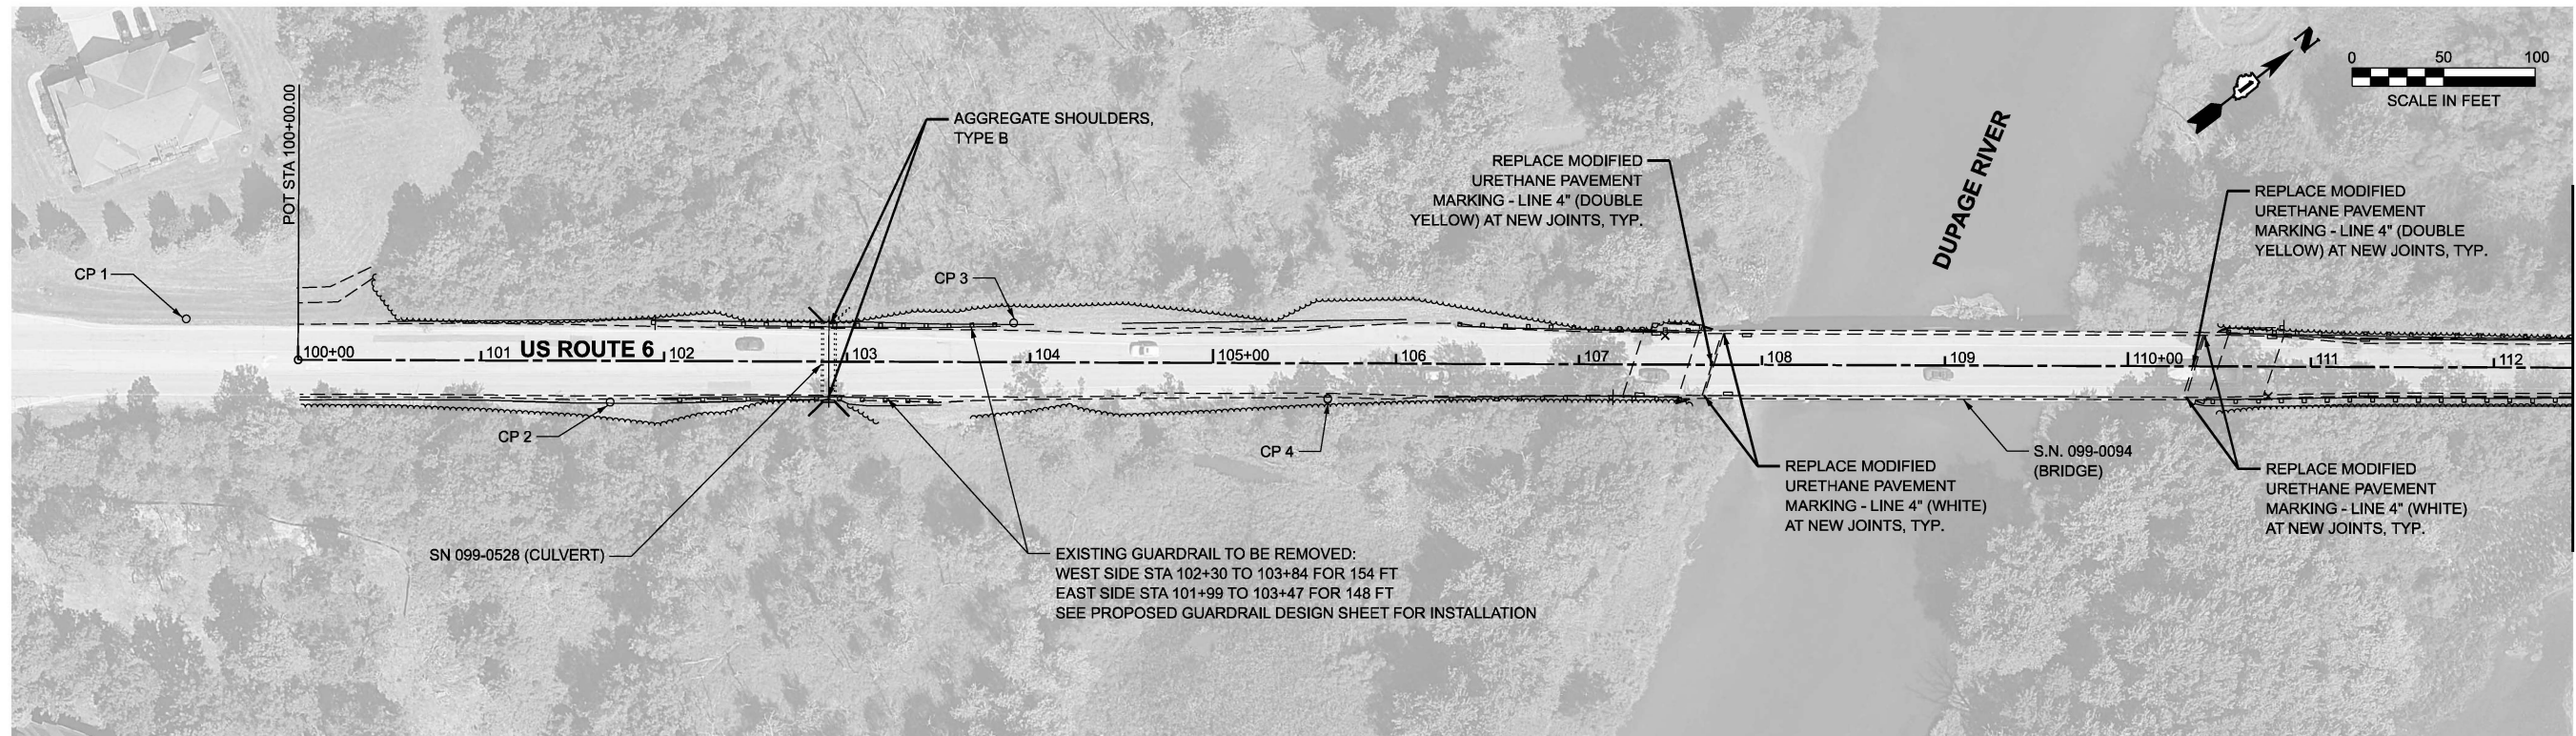 N
0 50 100
SCALE IN FEET
POT STA 100+00.00
AGGREGATE SHOULDERS,
TYPE B
REPLACE MODIFIED
URETHANE PAVEMENT
MARKING - LINE 4" (DOUBLE
YELLOW) AT NEW JOINTS, TYP.
DUPAGE RIVER
REPLACE MODIFIED
URETHANE PAVEMENT
MARKING - LINE 4" (DOUBLE
YELLOW) AT NEW JOINTS, TYP.
CP 1
CP 3
100+00 101 US ROUTE 6 102 103 104 105+00 106 107 108 109 110+00 111 112
CP 2
CP 4
S.N. 099-0094
(BRIDGE)
REPLACE MODIFIED
URETHANE PAVEMENT
MARKING - LINE 4" (WHITE)
AT NEW JOINTS, TYP.
REPLACE MODIFIED
URETHANE PAVEMENT
MARKING - LINE 4" (WHITE)
AT NEW JOINTS, TYP.
SN 099-0528 (CULVERT)
EXISTING GUARDRAIL TO BE REMOVED:
WEST SIDE STA 102+30 TO 103+84 FOR 154 FT
EAST SIDE STA 101+99 TO 103+47 FOR 148 FT
SEE PROPOSED GUARDRAIL DESIGN SHEET FOR INSTALLATION